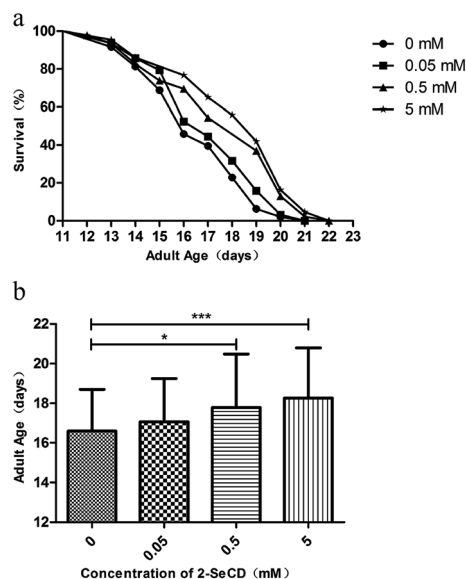 a
100
80
60
40
20
0
Survival (%)
11 12 13 14 15 16 17 18 19 20 21 22 23
Adult Age (days)
0 mM
0.05 mM
0.5 mM
5 mM
b
22
20
18
16
14
12
Adult Age (days)
***
*
0 0.05 0.5 5
Concentration of 2-SeCD (mM)